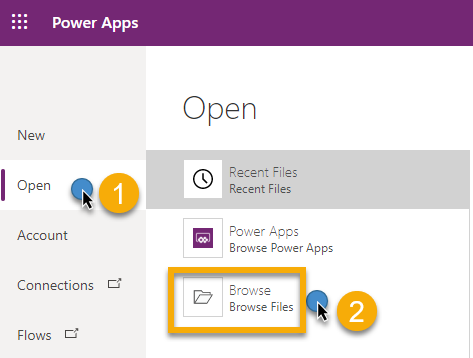 Power Apps
New
Open
Account
Connections
Flows
1
Open
Recent Files
Recent Files
Power Apps
Browse Power Apps
Browse
Browse Files
2